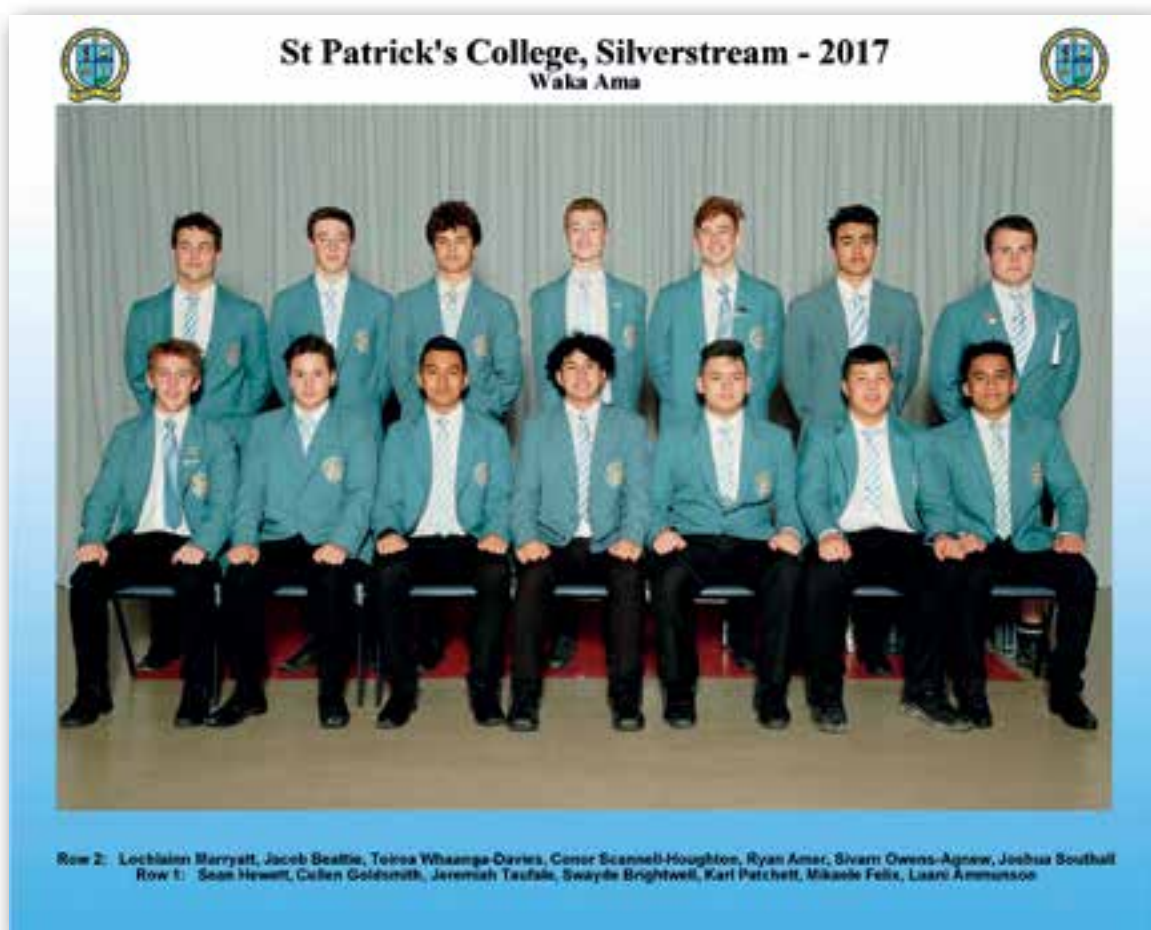 St Patrick's College, Silverstream - 2017
Waka Ama
Row 2: Lochlainn Marryatt, Jacob Beattie, Toiroa Whaanga-Davies, Conor Scannell-Houghton, Ryan Amer, Sivarn Owens-Agnew, Joshua Southall
Row 1: Sean Hewett, Cullen Goldsmith, Jeremiah Taufale, Swayde Brightwell, Karl Patchett, Mikaele Felix, Luani Ammunson